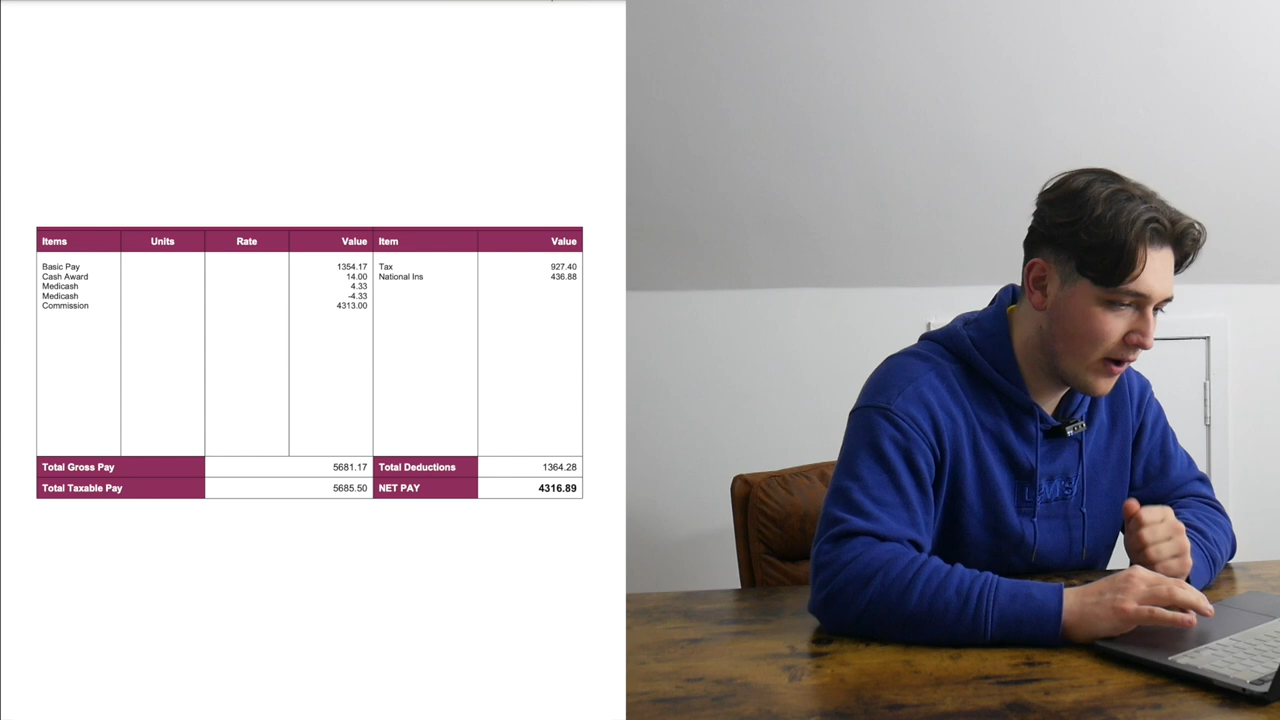 Items Units Rate Value Item Value
Basic Pay 1354.17 Tax 927.40
Cash Award 14.00 National Ins 436.88
Medicash 4.33
Medicash -4.33
Commission 4313.00
Total Gross Pay 5681.17 Total Deductions 1364.28
Total Taxable Pay 5685.50 NET PAY 4316.89
LEVI'S